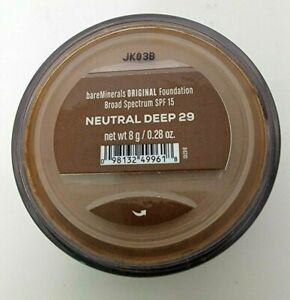 JK03B
bareMinerals ORIGINAL Foundation
Broad Spectrum SPF 15
NEUTRAL DEEP 29
net wt 8 g / 0.28 oz.
0 98132 49961 8